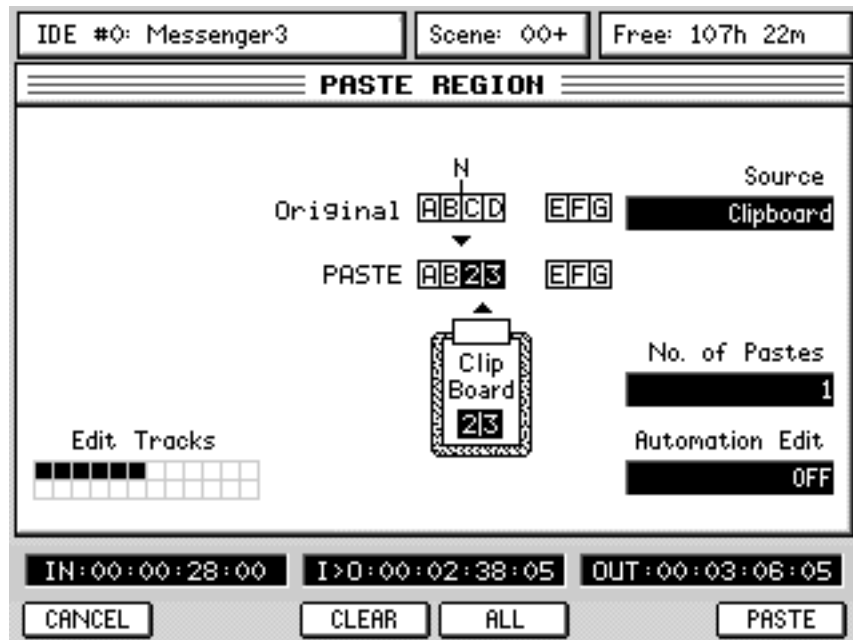 IDE #0: Messenger3
Scene: 00+
Free: 107h 22m
PASTE REGION
N
Original ABCD EFG
Source
Clipboard
PASTE AB23 EFG
Clip
Board
23
No. of Pastes
1
Edit Tracks
Automation Edit
OFF
IN:00:00:28:00 I>O:00:02:38:05 OUT:00:03:06:05
CANCEL CLEAR ALL PASTE